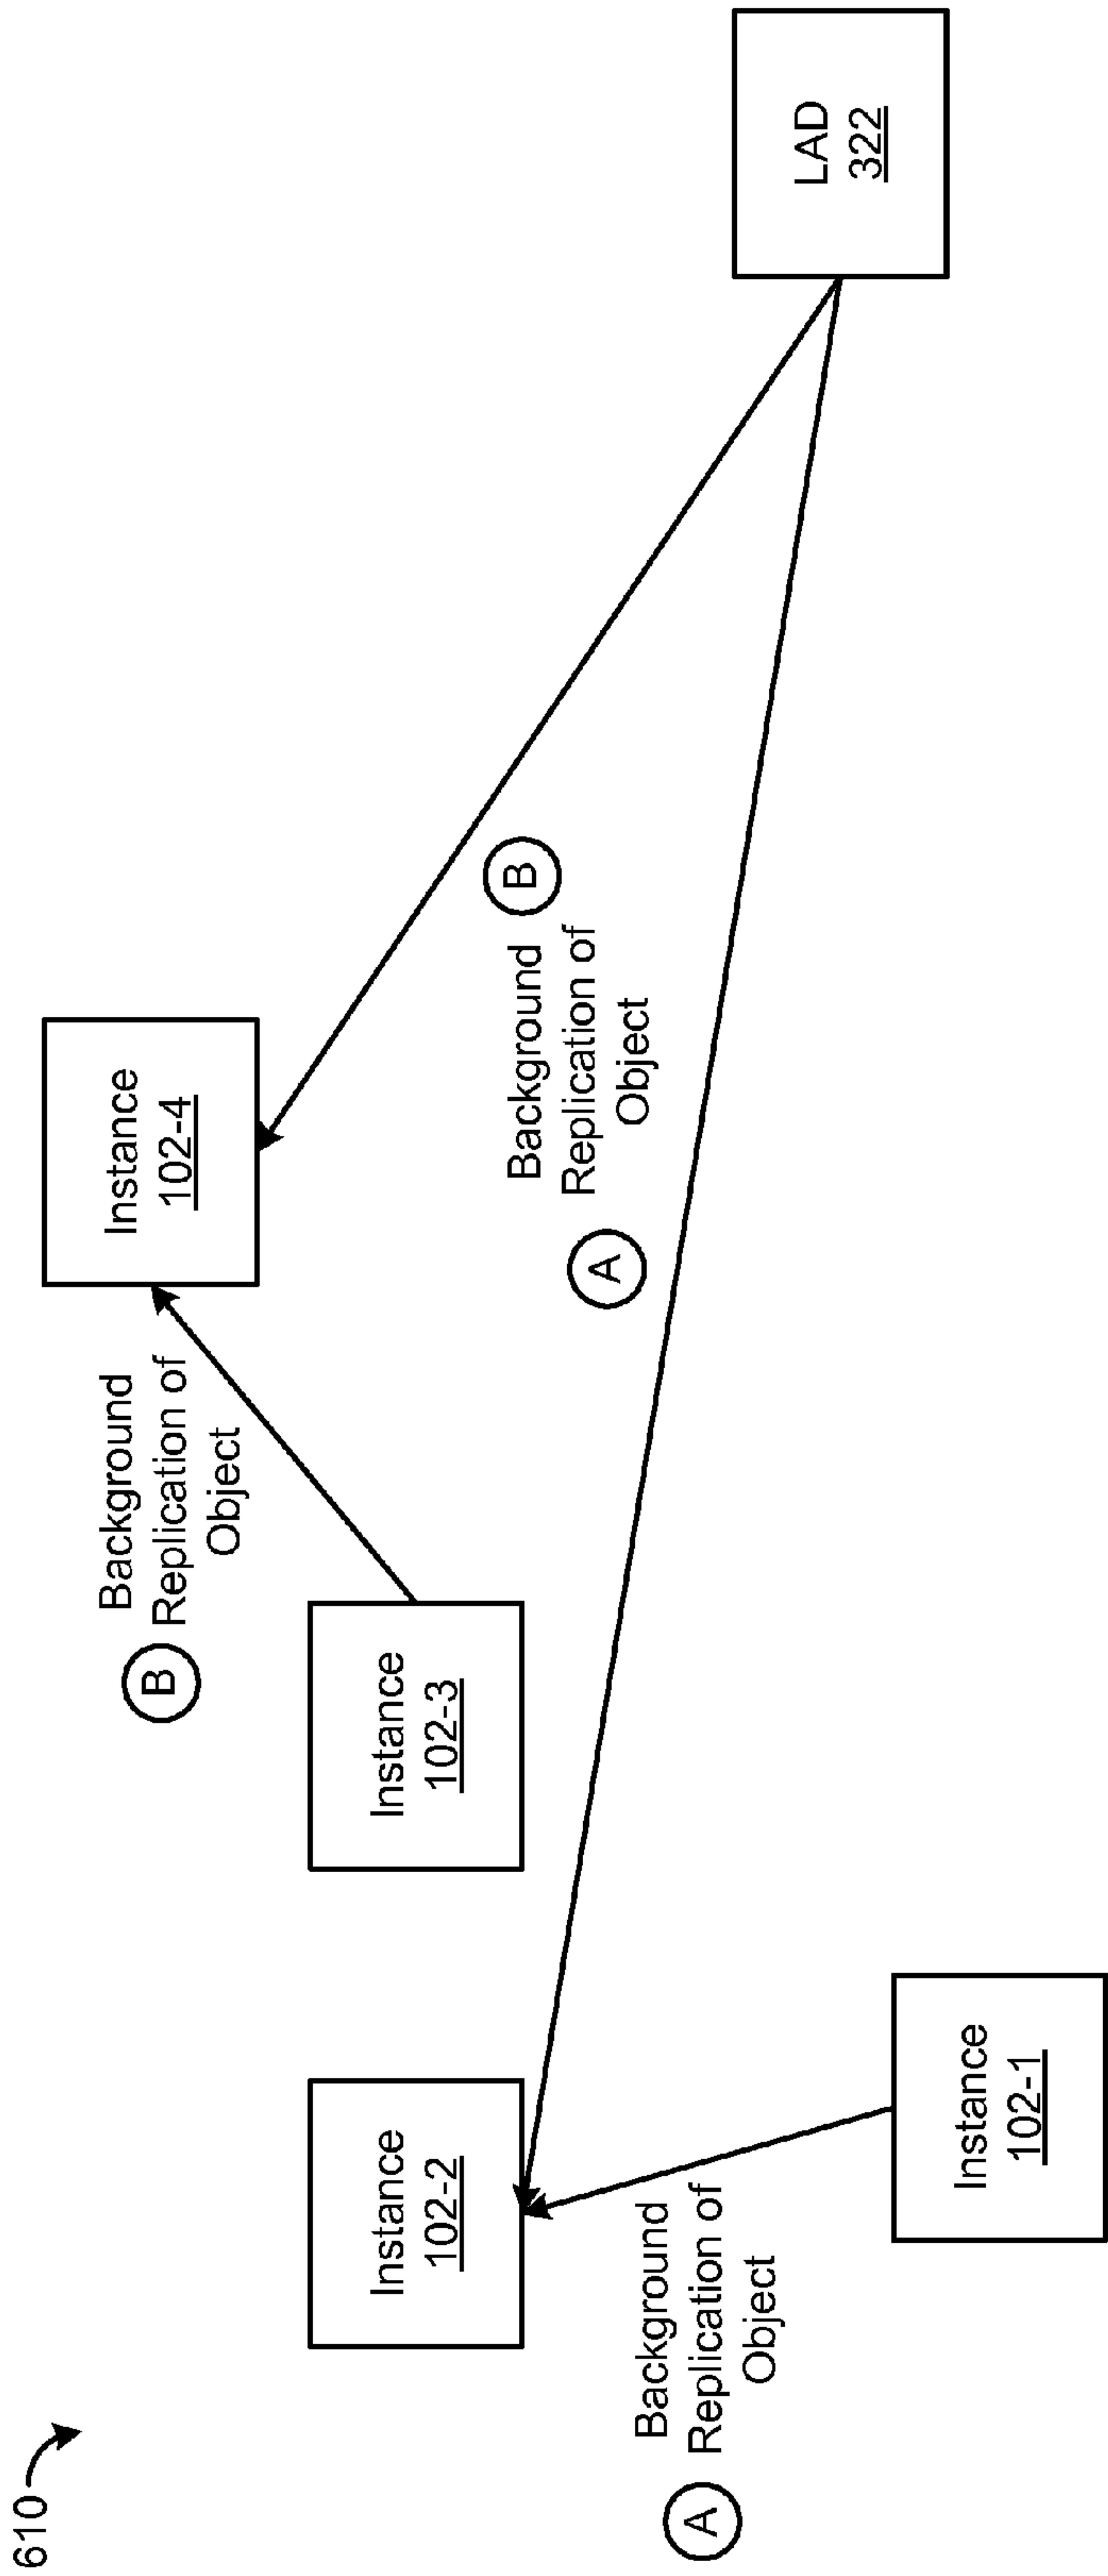 610
Instance
102-4
Background
B Replication of
Object
Instance
102-2
Instance
102-3
B
Background
Replication of
Object
A
Background
A Replication of
Object
LAD
322
Instance
102-1